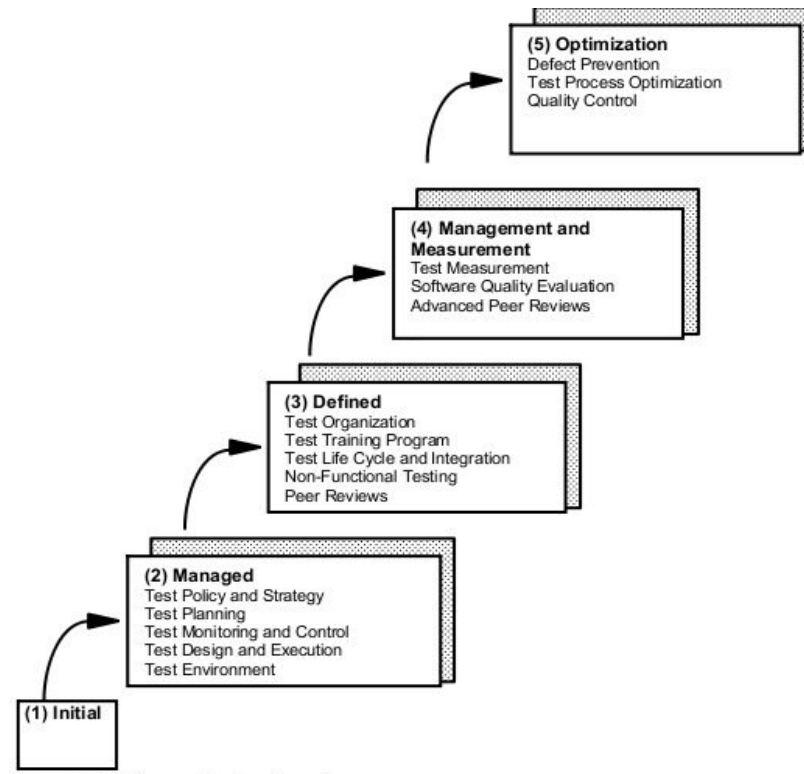 (5) Optimization
Defect Prevention
Test Process Optimization
Quality Control
(4) Management and
Measurement
Test Measurement
Software Quality Evaluation
Advanced Peer Reviews
(3) Defined
Test Organization
Test Training Program
Test Life Cycle and Integration
Non-Functional Testing
Peer Reviews
(2) Managed
Test Policy and Strategy
Test Planning
Test Monitoring and Control
Test Design and Execution
Test Environment
(1) Initial